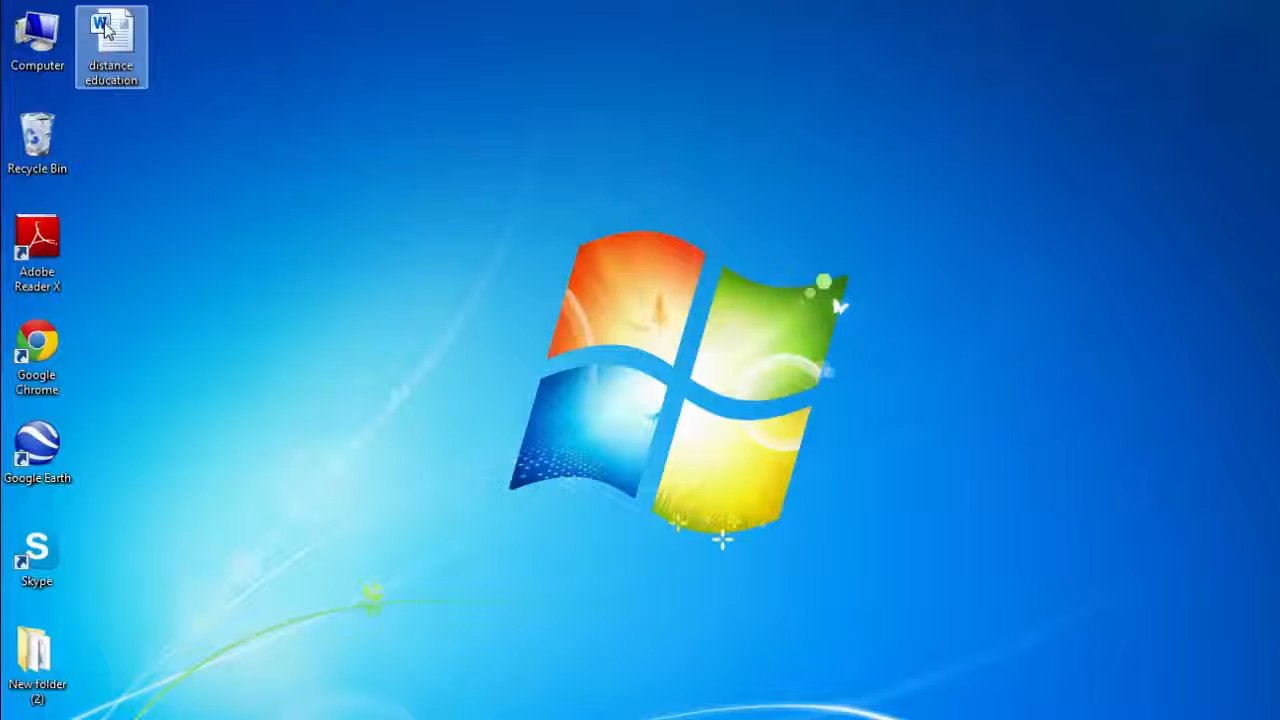 Computer
distance
education
Recycle Bin
Adobe
Reader X
Google
Chrome
Google Earth
S
Skype
New folder
(2)
W